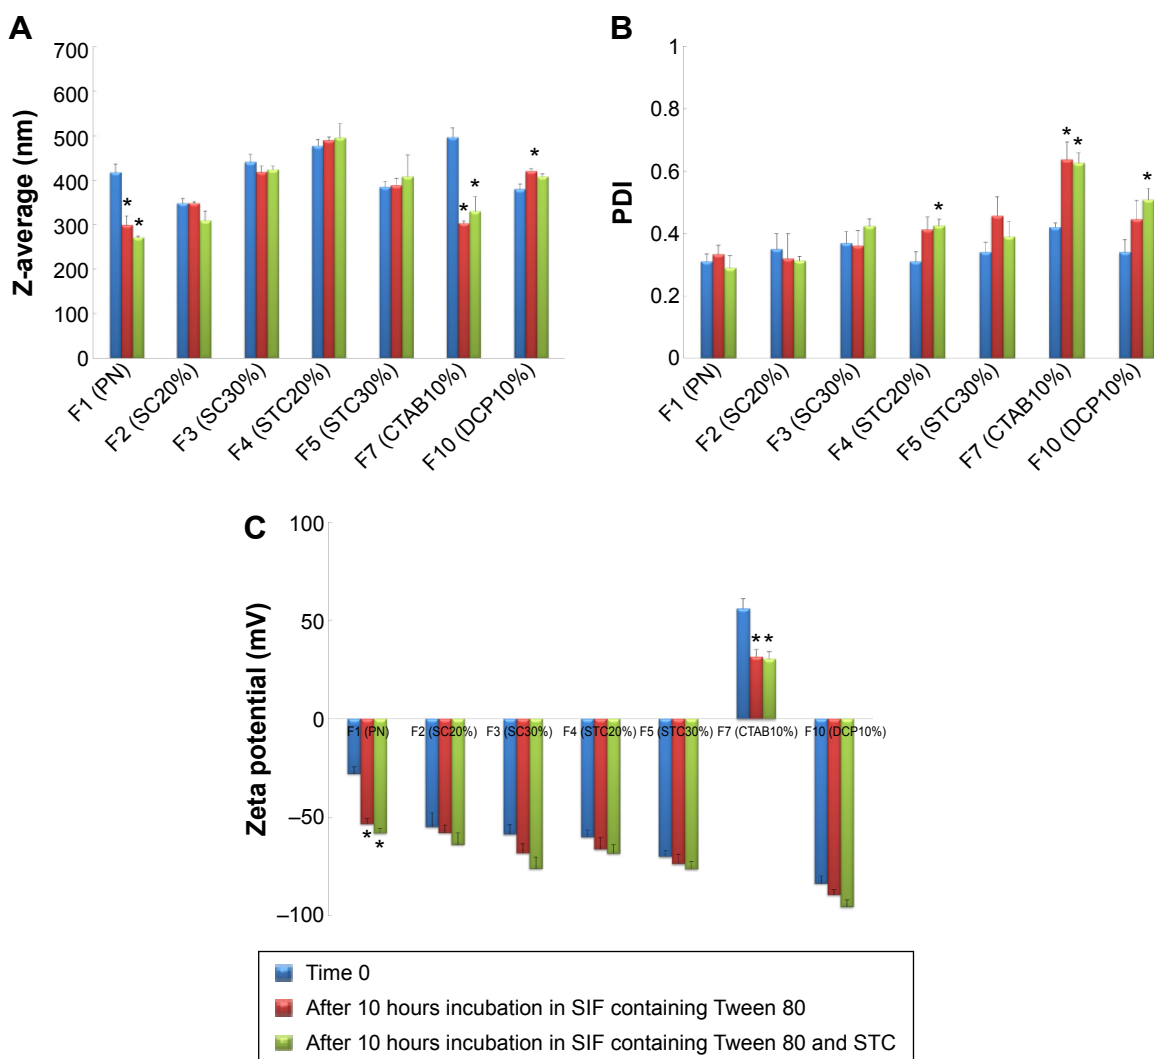 A
Z-average (nm)
700
600
500
400
300
200
100
0
* * * * *
F1 (PN)
F2 (SC20%)
F3 (SC30%)
F4 (STC20%)
F5 (STC30%)
F7 (CTAB10%)
F10 (DCP10%)
B
PDI
1
0.8
0.6
0.4
0.2
0
* * * *
F1 (PN)
F2 (SC20%)
F3 (SC30%)
F4 (STC20%)
F5 (STC30%)
F7 (CTAB10%)
F10 (DCP10%)
C
Zeta potential (mV)
100
50
0
–50
–100
* *
F1 (PN) F2 (SC20%) F3 (SC30%) F4 (STC20%) F5 (STC30%) F7 (CTAB10%) F10 (DCP10%)
* *
Time 0
After 10 hours incubation in SIF containing Tween 80
After 10 hours incubation in SIF containing Tween 80 and STC